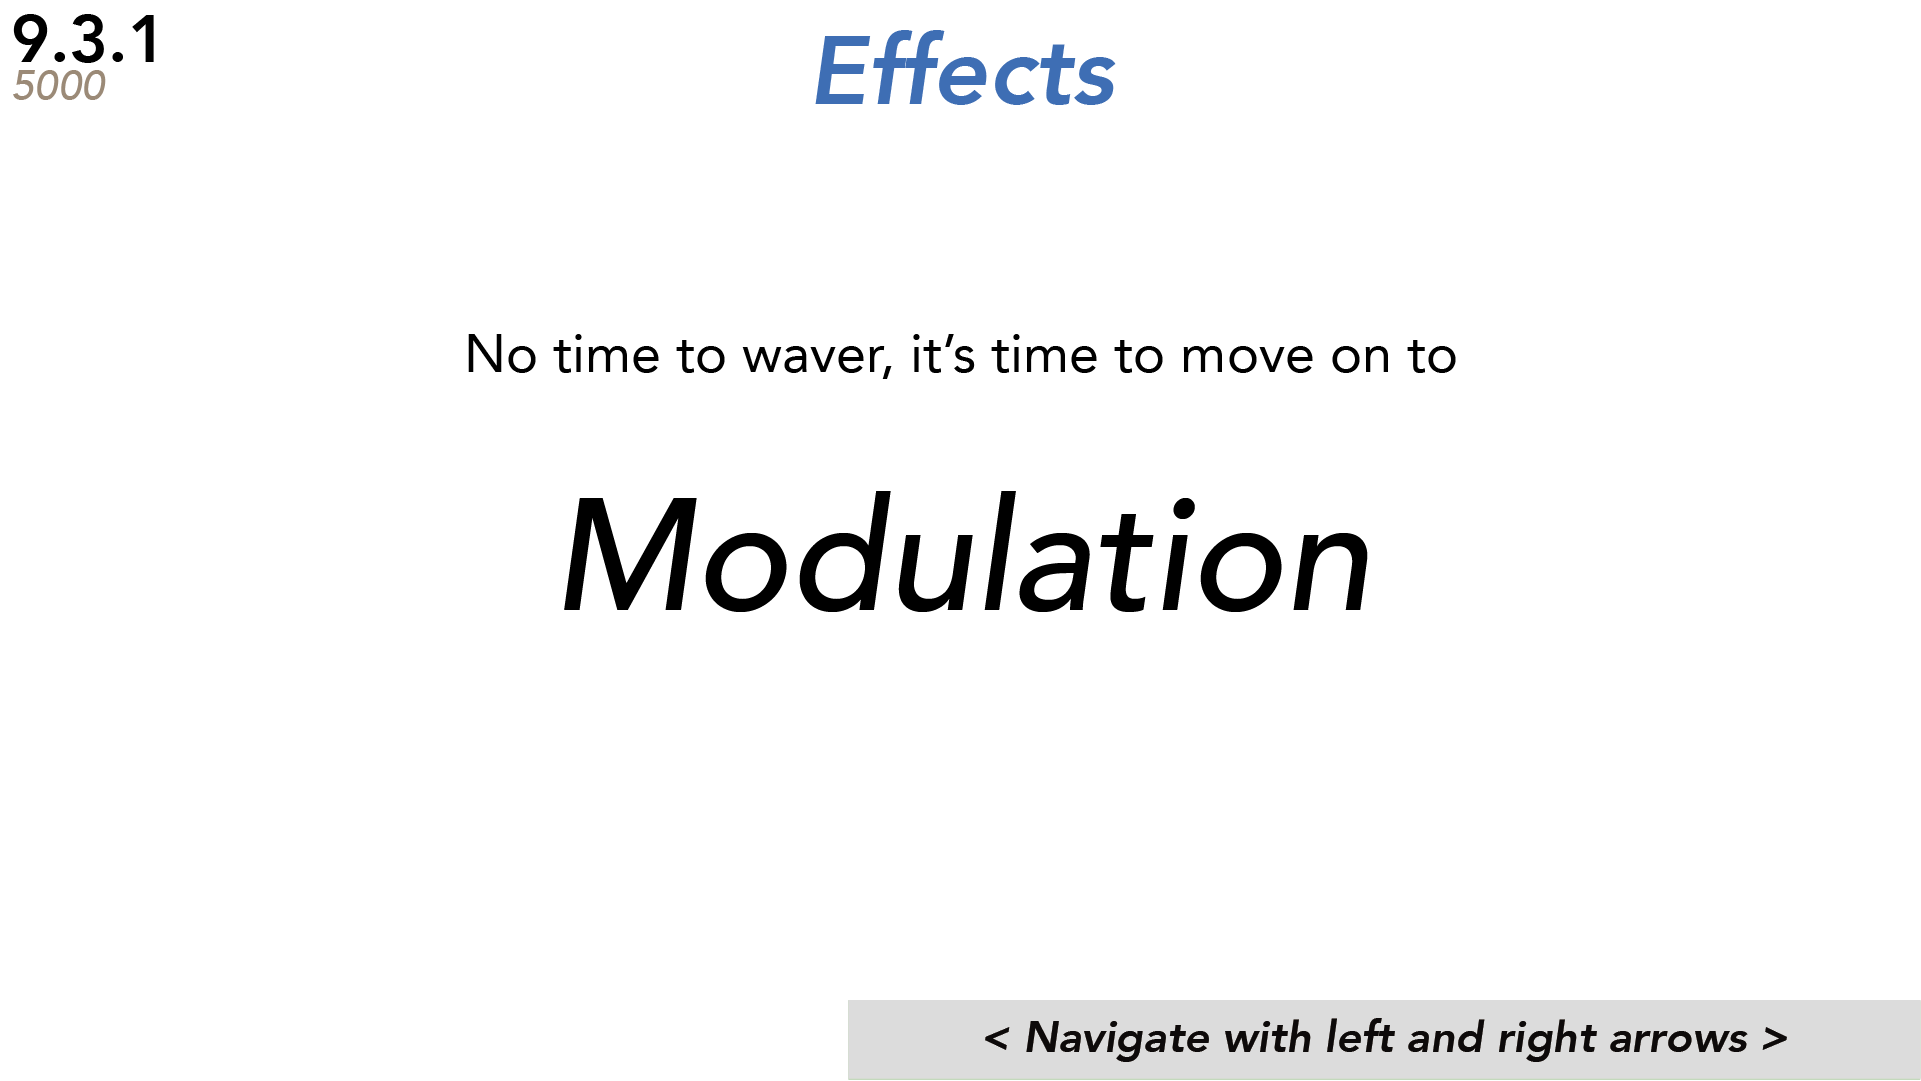 9.3.1
5000
Effects
No time to waver, it’s time to move on to
Modulation
< Navigate with left and right arrows >